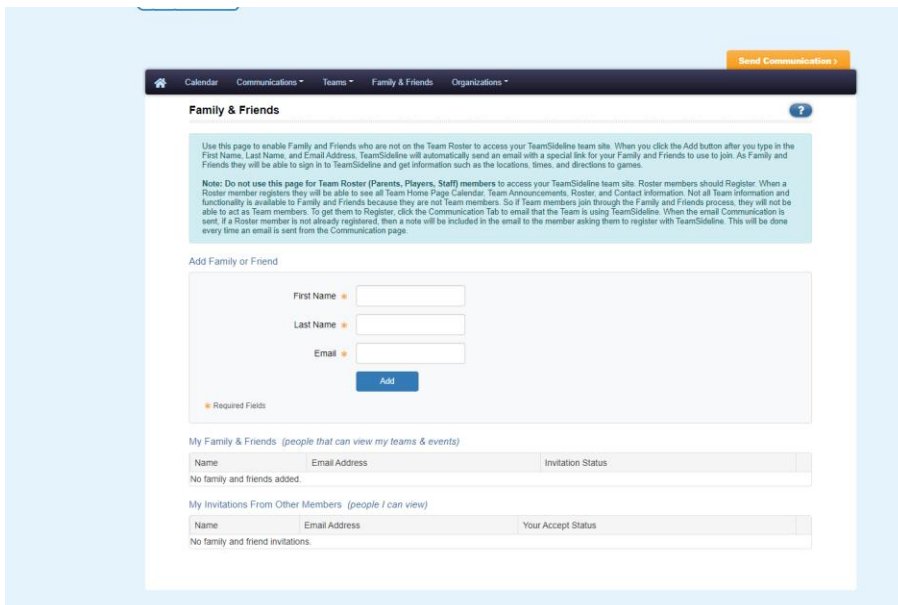 Send Communication >
Calendar Communications Teams Family & Friends Organizations
Family & Friends
?
Use this page to enable Family and Friends who are not on the Team Roster to access your TeamSideline team site. When you click the Add button after you type in the
First Name, Last Name, and Email Address, TeamSideline will automatically send an email with a special link for your Family and Friends to use to join. As Family and
Friends they will be able to sign in to TeamSideline and get information such as the locations, times, and directions to games.
Note: Do not use this page for Team Roster (Parents, Players, Staff) members to access your TeamSideline team site. Roster members should Register. When a
Roster member registers they will be able to see all Team Home Page Calendar, Team Announcements, Roster, and Contact information. Not all Team information and
functionality is available to Family and Friends because they are not Team members. So if Team members join through the Family and Friends process, they will not be
able to act as Team members. To get them to Register, click the Communication Tab to email that the Team is using TeamSideline. When the email Communication is
sent, if a Roster member is not already registered, then a note will be included in the email to the member asking them to register with TeamSideline. This will be done
every time an email is sent from the Communication page.
Add Family or Friend
First Name
Last Name
Email
Add
Required Fields
My Family & Friends (people that can view my teams & events)
Name Email Address Invitation Status
No family and friends added.
My Invitations From Other Members (people I can view)
Name Email Address Your Accept Status
No family and friend invitations.